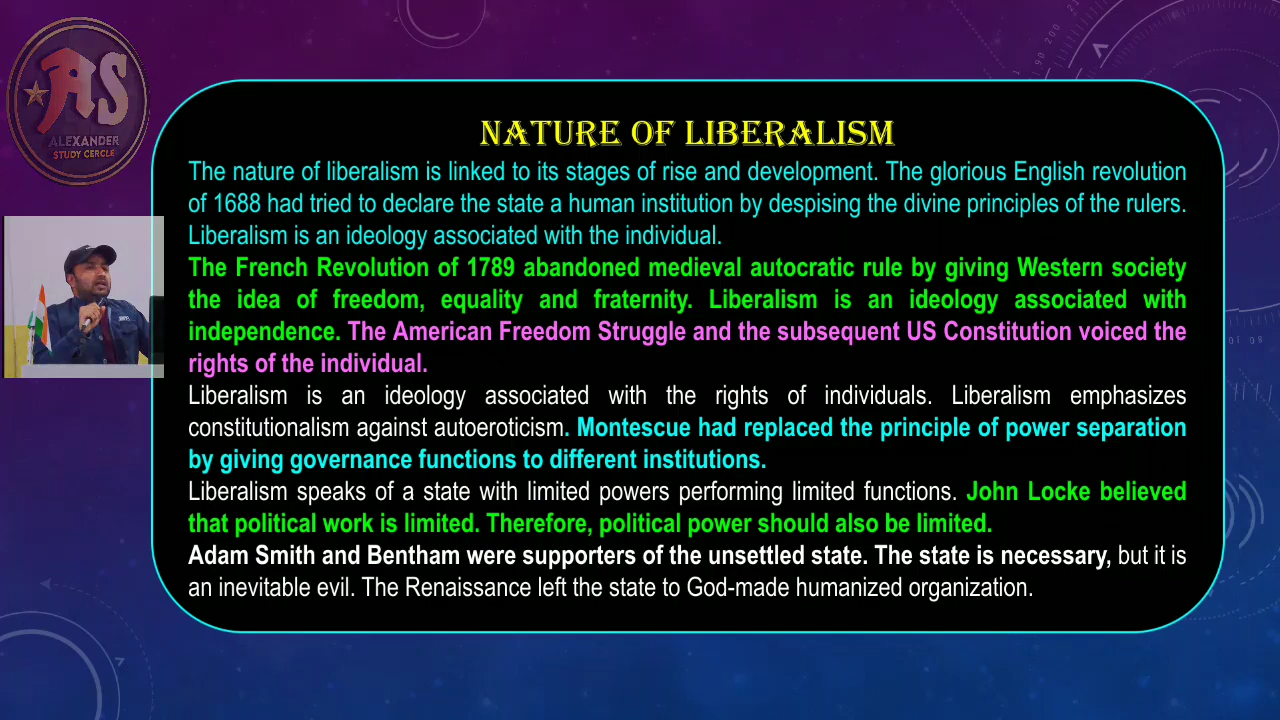 AS
ALEXANDER
STUDY CERCLE
NATURE OF LIBERALISM
The nature of liberalism is linked to its stages of rise and development. The glorious English revolution
of 1688 had tried to declare the state a human institution by despising the divine principles of the rulers.
Liberalism is an ideology associated with the individual.
The French Revolution of 1789 abandoned medieval autocratic rule by giving Western society
the idea of freedom, equality and fraternity. Liberalism is an ideology associated with
independence. The American Freedom Struggle and the subsequent US Constitution voiced the
rights of the individual.
Liberalism is an ideology associated with the rights of individuals. Liberalism emphasizes
constitutionalism against autoeroticism. Montescue had replaced the principle of power separation
by giving governance functions to different institutions.
Liberalism speaks of a state with limited powers performing limited functions. John Locke believed
that political work is limited. Therefore, political power should also be limited.
Adam Smith and Bentham were supporters of the unsettled state. The state is necessary, but it is
an inevitable evil. The Renaissance left the state to God-made humanized organization.